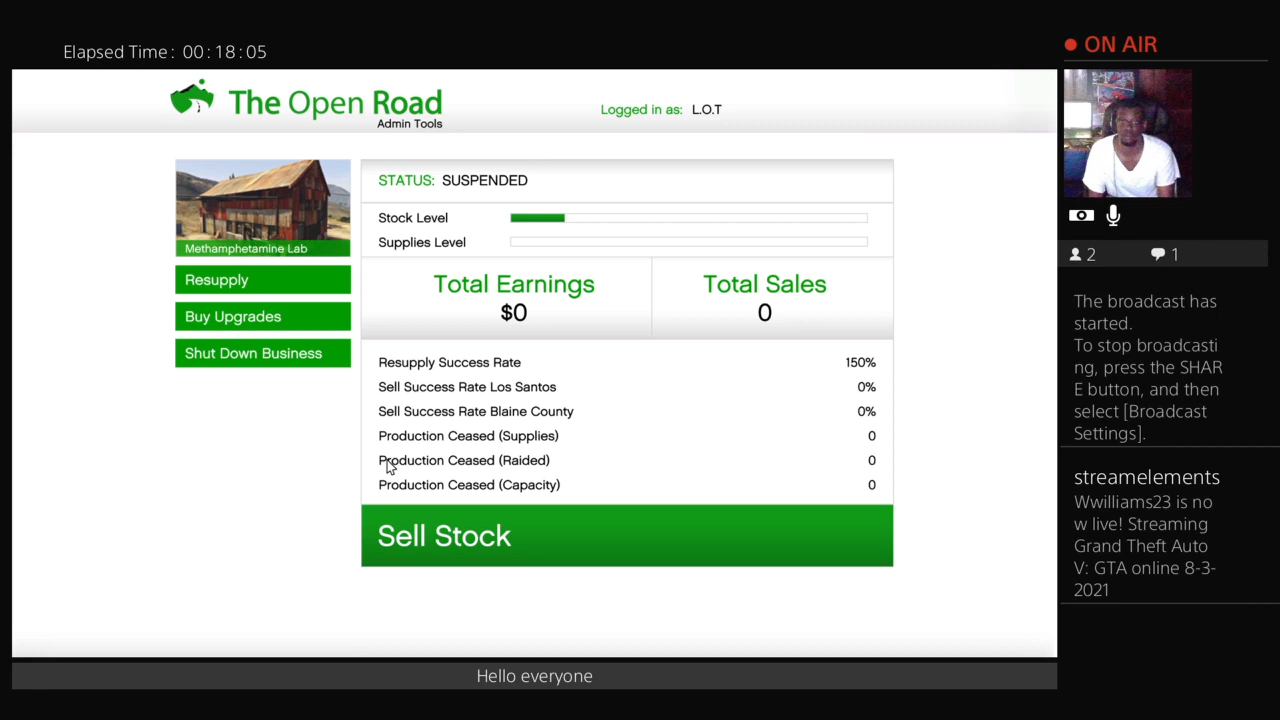 Elapsed Time: 00:18:05
ON AIR
The Open Road
Admin Tools
Logged in as: L.O.T
Methamphetamine Lab
Resupply
Buy Upgrades
Shut Down Business
STATUS: SUSPENDED
Stock Level
Supplies Level
Total Earnings
$0
Total Sales
0
Resupply Success Rate 150%
Sell Success Rate Los Santos 0%
Sell Success Rate Blaine County 0%
Production Ceased (Supplies) 0
Production Ceased (Raided) 0
Production Ceased (Capacity) 0
Sell Stock
2 1
The broadcast has
started.
To stop broadcasti
ng, press the SHAR
E button, and then
select [Broadcast
Settings].
streamelements
Wwilliams23 is no
w live! Streaming
Grand Theft Auto
V: GTA online 8-3-
2021
Hello everyone